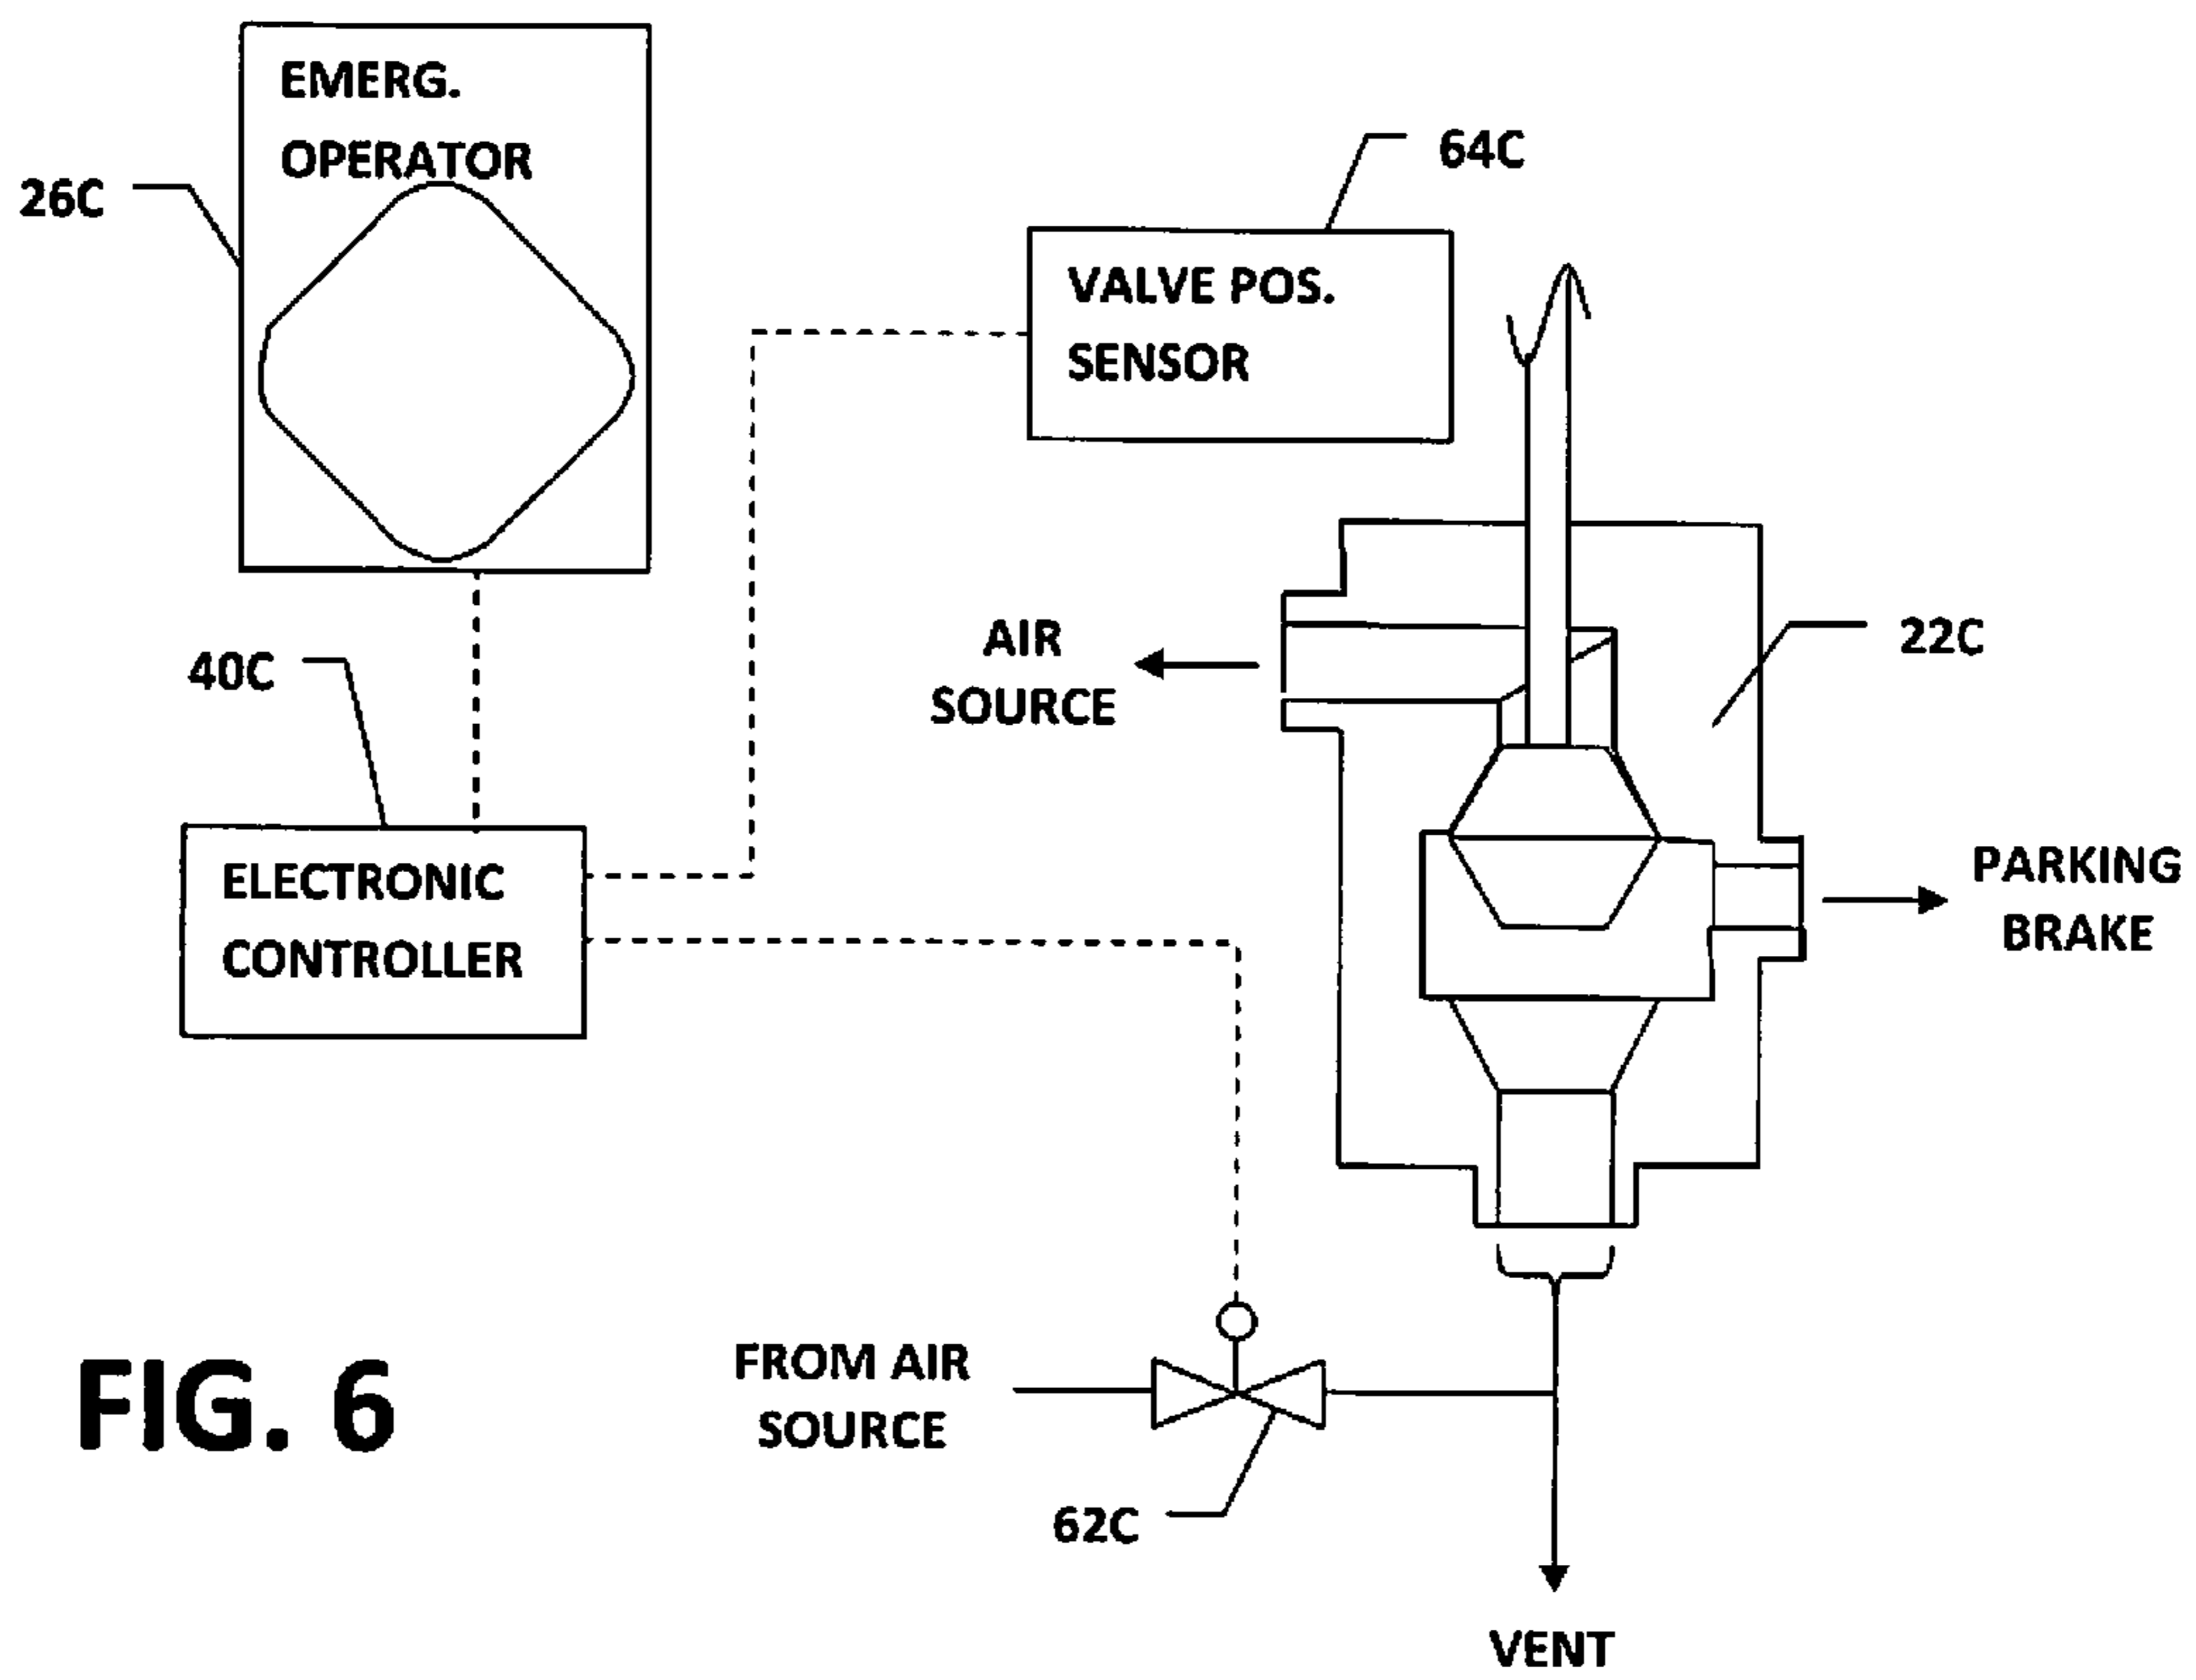 EMERG.
OPERATOR
26C
64C
VALVE POS.
SENSOR
AIR
SOURCE
22C
40C
ELECTRONIC
CONTROLLER
PARKING
BRAKE
FROM AIR
SOURCE
62C
VENT
FIG. 6